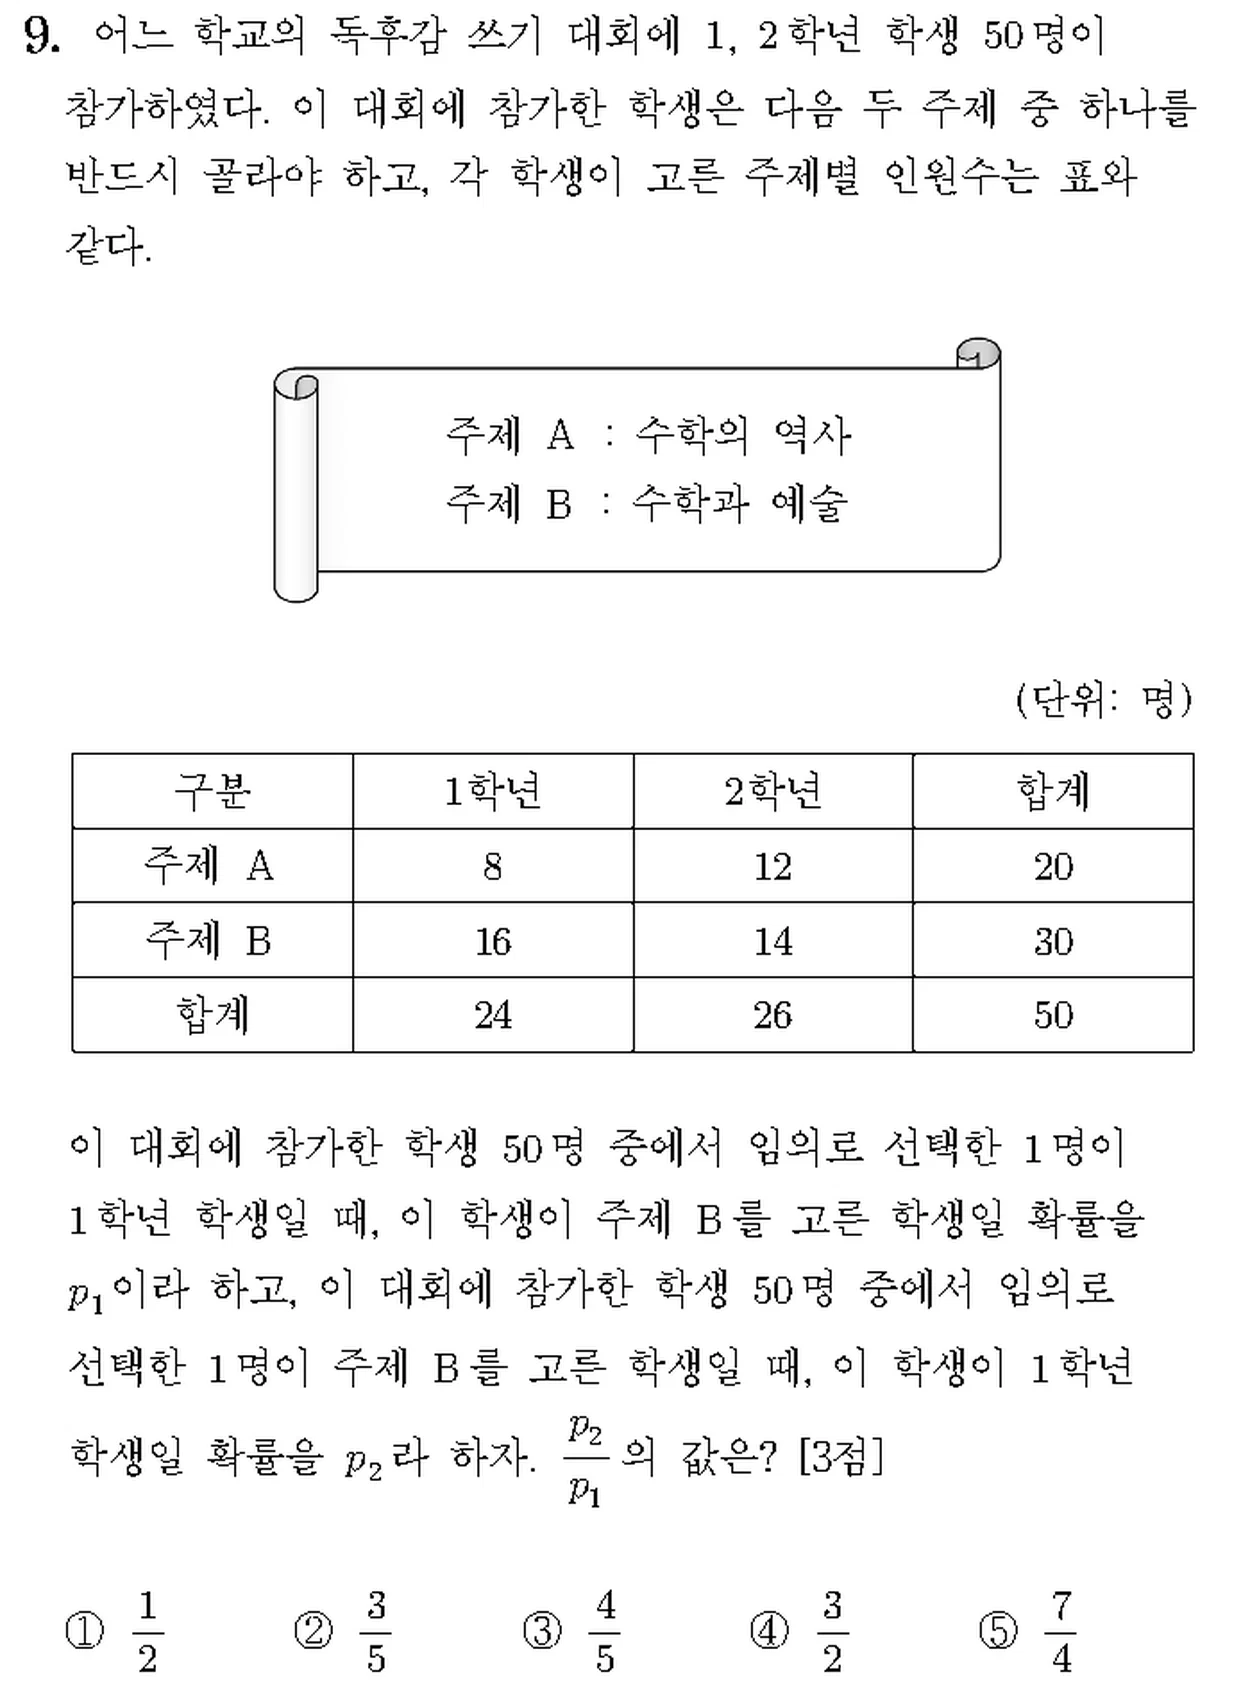 9. 어느 학교의 독후감 쓰기 대회에 1, 2학년 학생 50명이
참가하였다. 이 대회에 참가한 학생은 다음 두 주제 중 하나를
반드시 골라야 하고, 각 학생이 고른 주제별 인원수는 표와
같다.
주제 A : 수학의 역사
주제 B : 수학과 예술
(단위: 명)
구분 1학년 2학년 합계
주제 A 8 12 20
주제 B 16 14 30
합계 24 26 50
이 대회에 참가한 학생 50명 중에서 임의로 선택한 1명이
1학년 학생일 때, 이 학생이 주제 B를 고른 학생일 확률을
p₁이라 하고, 이 대회에 참가한 학생 50명 중에서 임의로
선택한 1명이 주제 B를 고른 학생일 때, 이 학생이 1학년
학생일 확률을 p₂라 하자. p₂/p₁의 값은? [3점]
① 1/2 ② 3/5 ③ 4/5 ④ 3/2 ⑤ 7/4